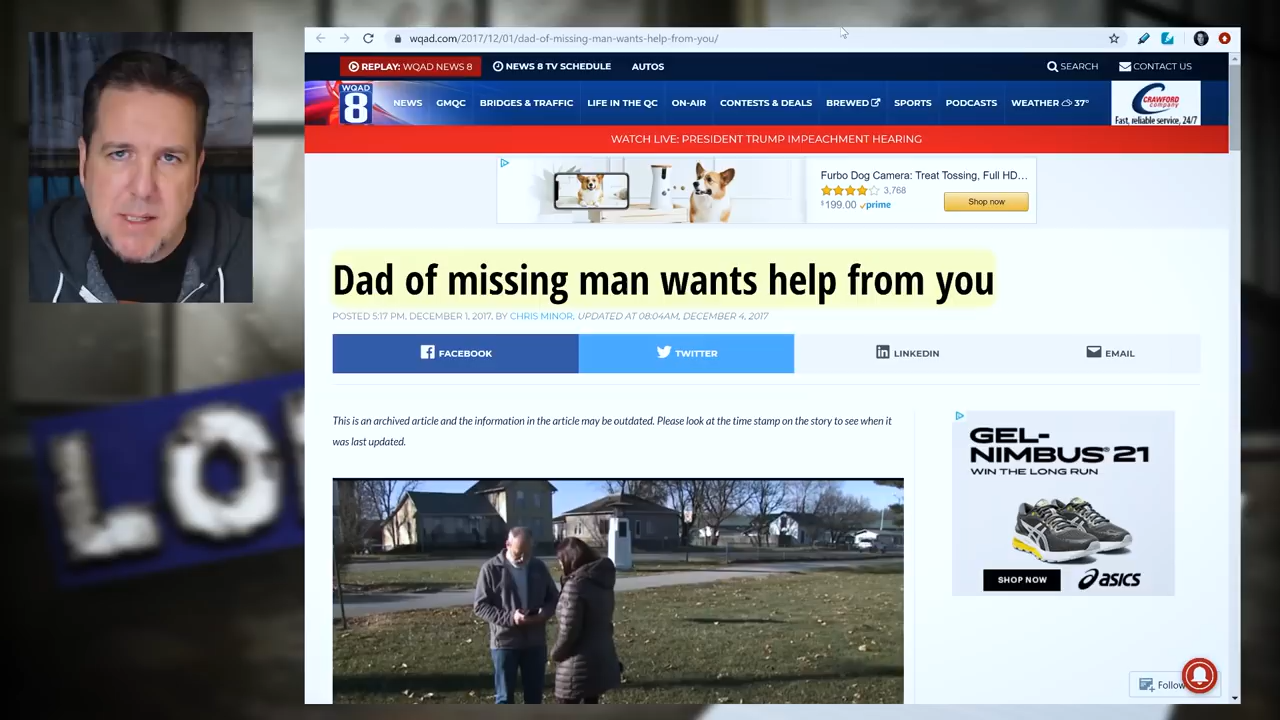 wqad.com/2017/12/01/dad-of-missing-man-wants-help-from-you/
REPLAY: WQAD NEWS 8
NEWS 8 TV SCHEDULE
AUTOS
SEARCH
CONTACT US
WQAD
8
NEWS
GMQC
BRIDGES & TRAFFIC
LIFE IN THE QC
ON-AIR
CONTESTS & DEALS
BREWED
SPORTS
PODCASTS
WEATHER 37°
CRAWFORD
company
Fast, reliable service, 24/7
WATCH LIVE: PRESIDENT TRUMP IMPEACHMENT HEARING
Furbo Dog Camera: Treat Tossing, Full HD...
3,768
$199.00 prime
Shop now
Dad of missing man wants help from you
POSTED 5:17 PM, DECEMBER 1, 2017, BY CHRIS MINOR, UPDATED AT 08:04AM, DECEMBER 4, 2017
FACEBOOK
TWITTER
LINKEDIN
EMAIL
This is an archived article and the information in the article may be outdated. Please look at the time stamp on the story to see when it
was last updated.
GEL-
NIMBUS® 21
WIN THE LONG RUN
SHOP NOW
asics
Follow